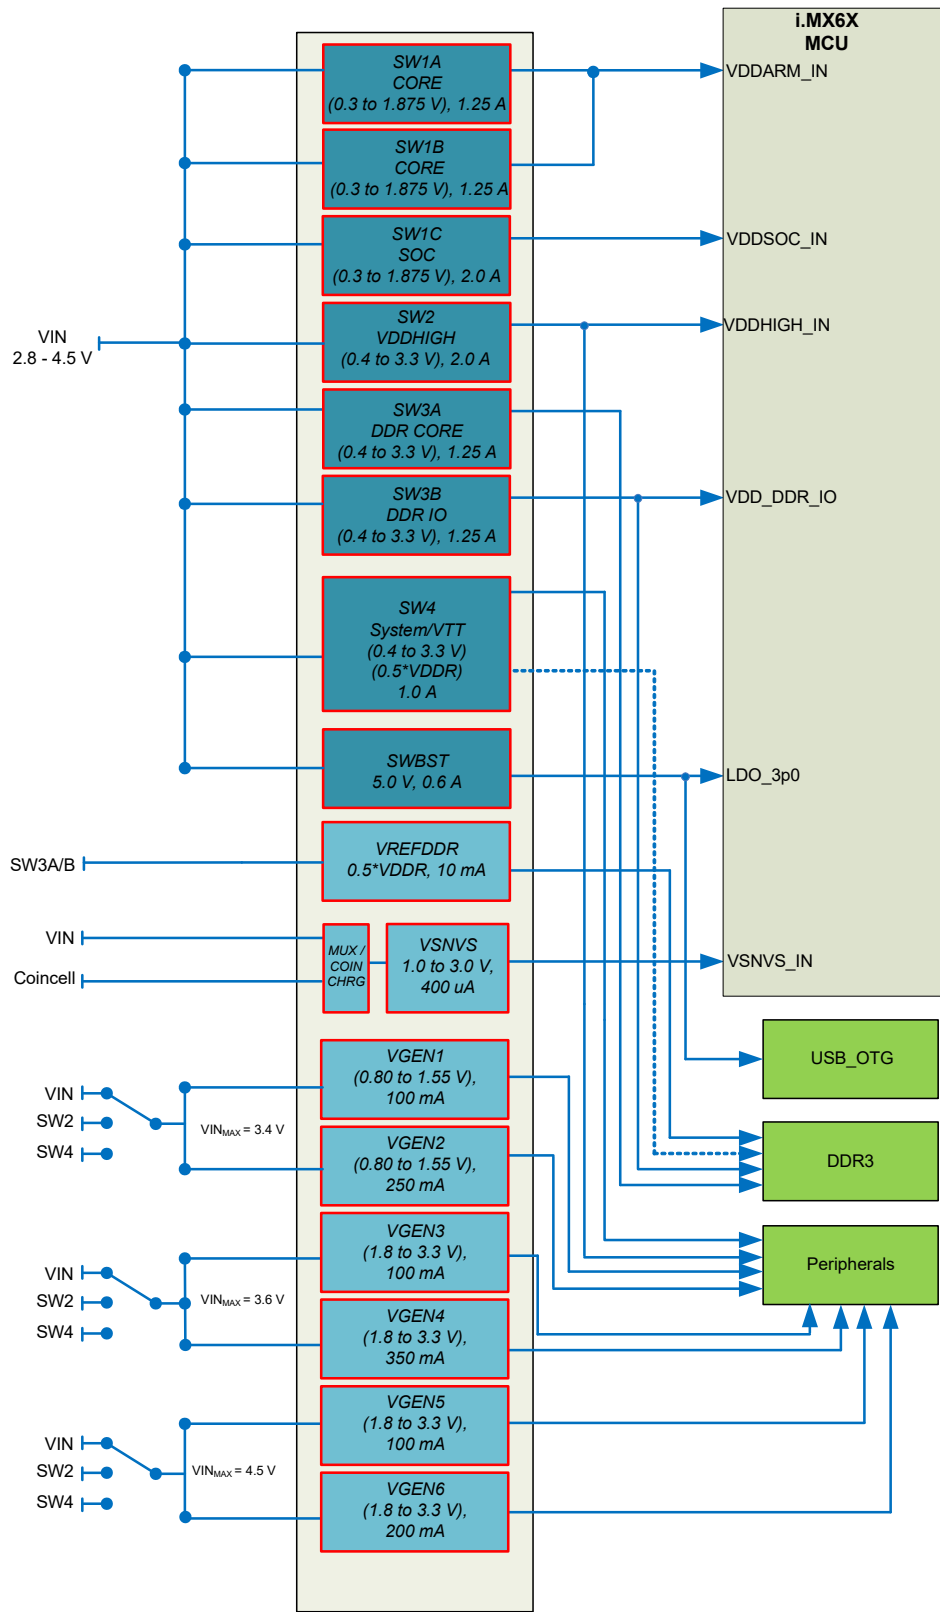 i.MX6X
MCU
SW1A
CORE
(0.3 to 1.875 V), 1.25 A
VDDARM_IN
SW1B
CORE
(0.3 to 1.875 V), 1.25 A
SW1C
SOC
(0.3 to 1.875 V), 2.0 A
VDDSOC_IN
VIN
2.8 - 4.5 V
SW2
VDDHIGH
(0.4 to 3.3 V), 2.0 A
VDDHIGH_IN
SW3A
DDR CORE
(0.4 to 3.3 V), 1.25 A
SW3B
DDR IO
(0.4 to 3.3 V), 1.25 A
VDD_DDR_IO
SW4
System/VTT
(0.4 to 3.3 V)
(0.5*VDDR)
1.0 A
SWBST
5.0 V, 0.6 A
LDO_3p0
SW3A/B
VREFDDR
0.5*VDDR, 10 mA
VIN
Coincell
MUX /
COIN
CHRG
VSNVS
1.0 to 3.0 V,
400 uA
VSNVS_IN
USB_OTG
VIN
SW2
SW4
VINMAX = 3.4 V
VGEN1
(0.80 to 1.55 V),
100 mA
VGEN2
(0.80 to 1.55 V),
250 mA
DDR3
VIN
SW2
SW4
VINMAX = 3.6 V
VGEN3
(1.8 to 3.3 V),
100 mA
VGEN4
(1.8 to 3.3 V),
350 mA
Peripherals
VIN
SW2
SW4
VINMAX = 4.5 V
VGEN5
(1.8 to 3.3 V),
100 mA
VGEN6
(1.8 to 3.3 V),
200 mA